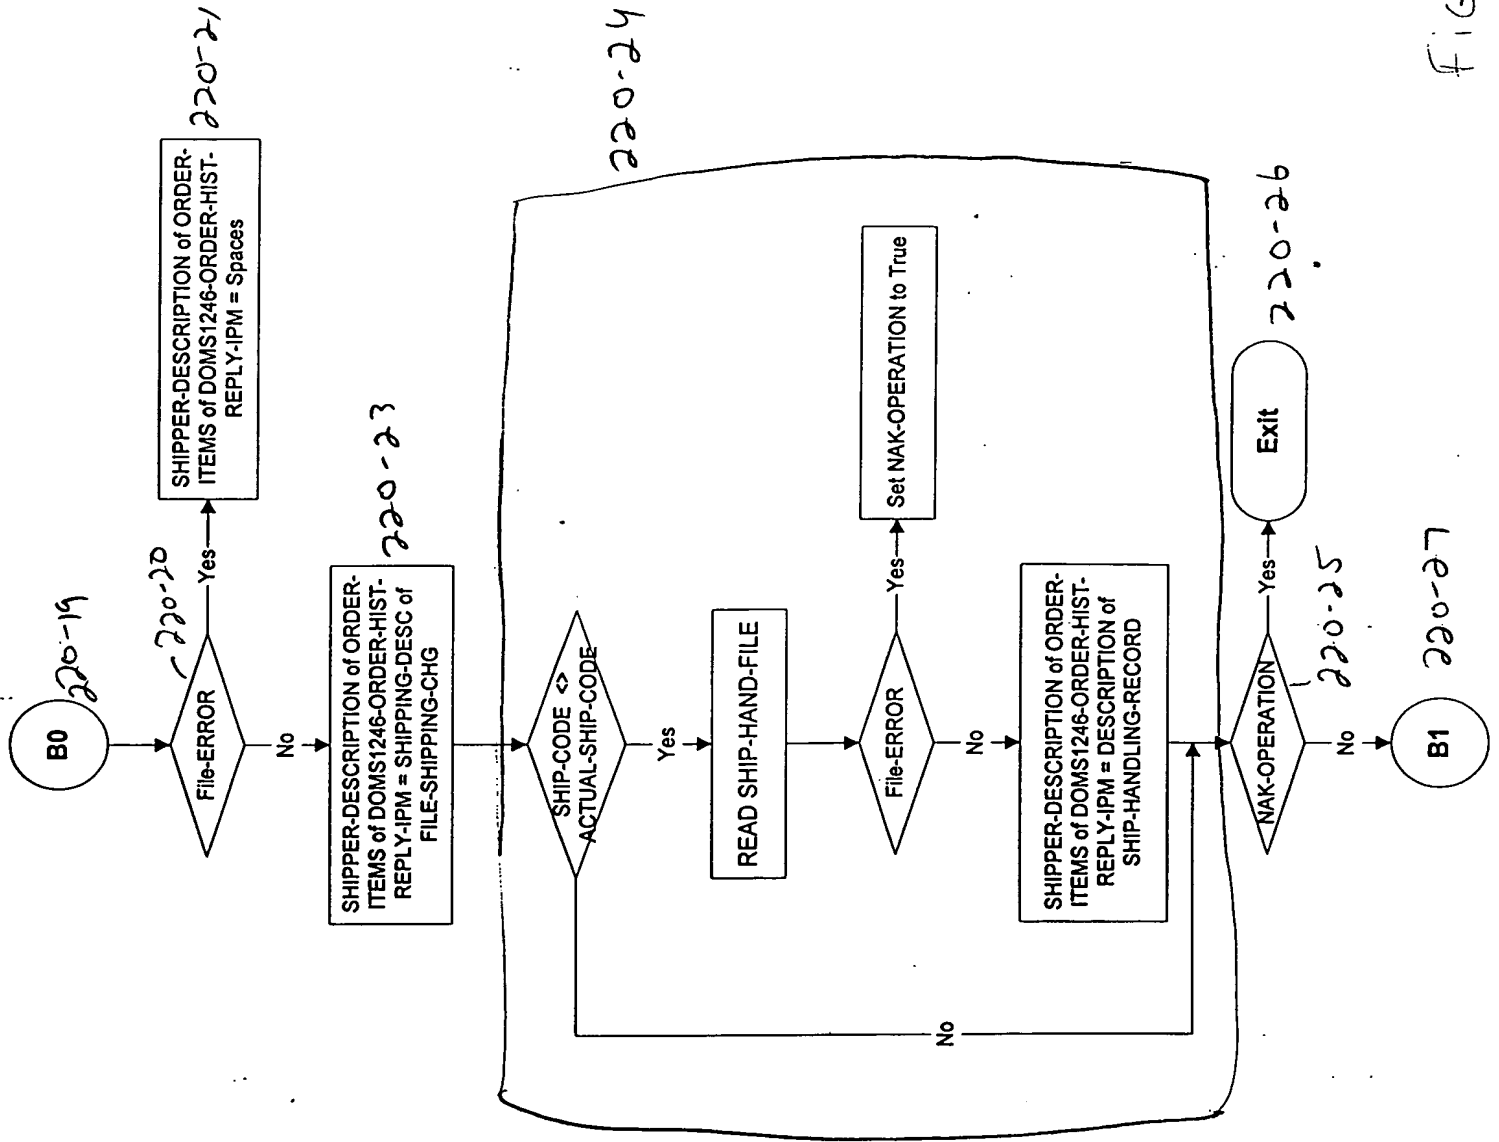 B0
220-19
File-ERROR
220-20
Yes
SHIPPER-DESCRIPTION of ORDER-
ITEMS of DOMS1246-ORDER-HIST-
REPLY-IPM = Spaces
220-21
No
SHIPPER-DESCRIPTION of ORDER-
ITEMS of DOMS1246-ORDER-HIST-
REPLY-IPM = SHIPPING-DESC of
FILE-SHIPPING-CHG
220-23
220-24
SHIP-CODE <>
ACTUAL-SHIP-CODE
Yes
READ SHIP-HAND-FILE
File-ERROR
Yes
Set NAK-OPERATION to True
No
SHIPPER-DESCRIPTION of ORDER-
ITEMS of DOMS1246-ORDER-HIST-
REPLY-IPM = DESCRIPTION of
SHIP-HANDLING-RECORD
No
NAK-OPERATION
220-25
Yes
Exit
220-26
No
B1
220-27